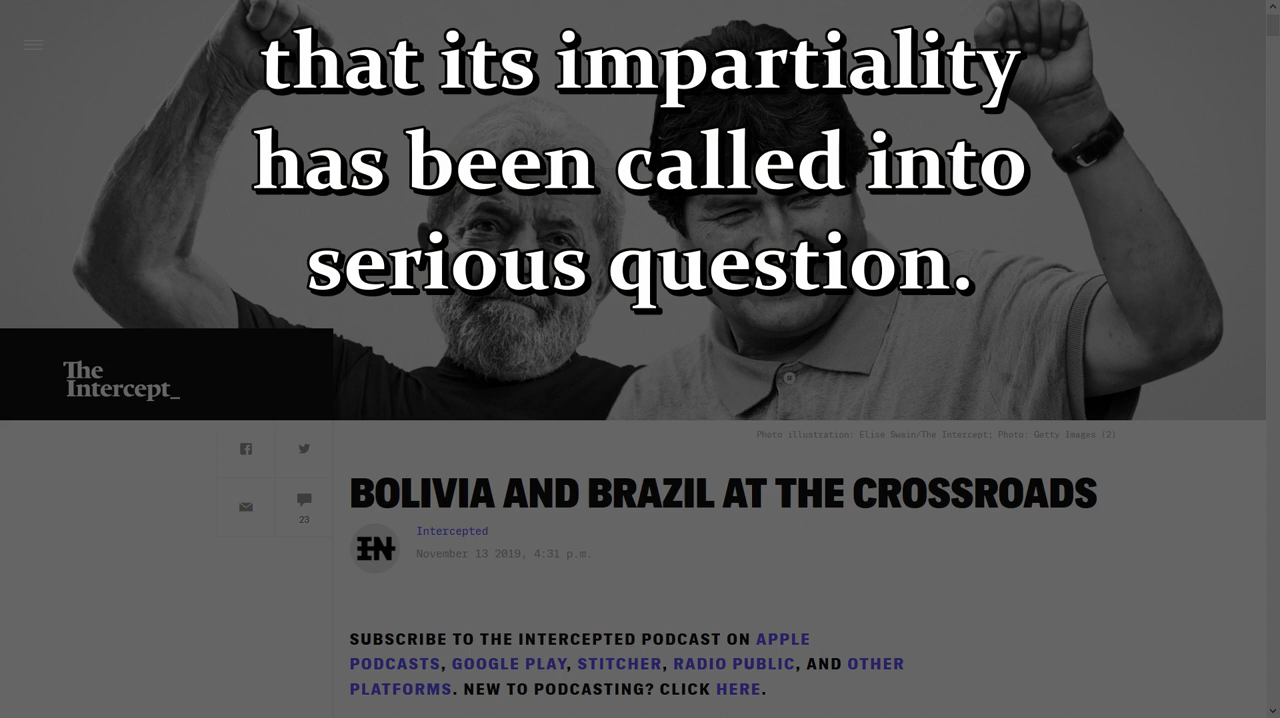 that its impartiality
has been called into
serious question.
The
Intercept_
Photo illustration: Elise Swain/The Intercept; Photo: Getty Images (2)
23
BOLIVIA AND BRAZIL AT THE CROSSROADS
IN
Intercepted
November 13 2019, 4:31 p.m.
SUBSCRIBE TO THE INTERCEPTED PODCAST ON APPLE
PODCASTS, GOOGLE PLAY, STITCHER, RADIO PUBLIC, AND OTHER
PLATFORMS. NEW TO PODCASTING? CLICK HERE.